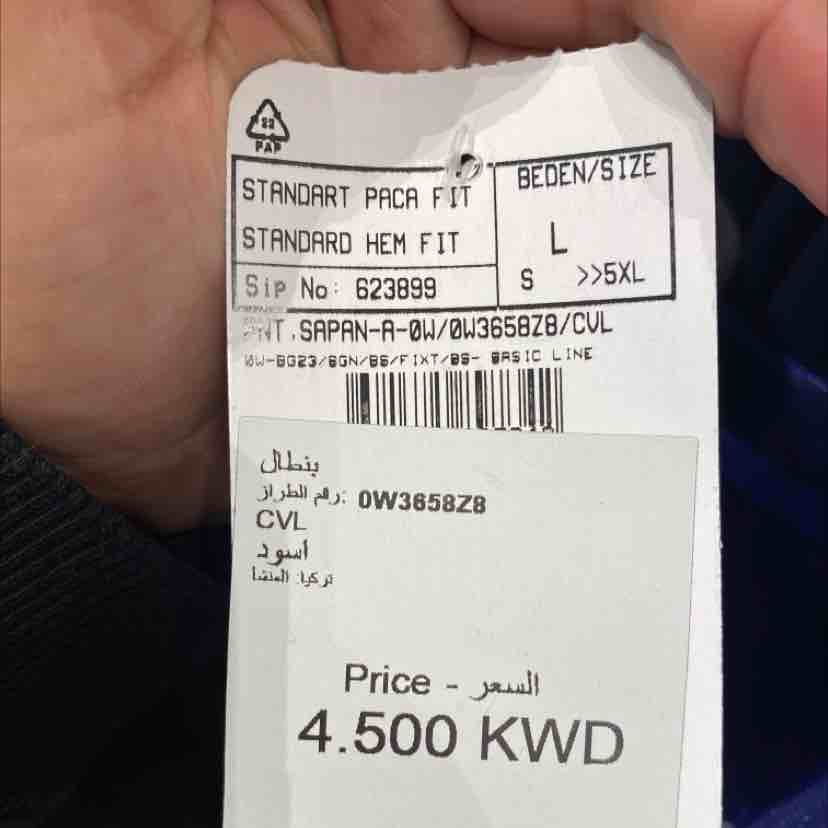 22
PAP
STANDART PACA FIT
STANDARD HEM FIT
BEDEN/SIZE
L
S >>5XL
Sip No: 623899
PNT.SAPAN-A-0W/0W3658Z8/CVL
0W-BG23/BGN/B6/FIXT/BS- BASIC LINE
بنطال
رقم الطراز: 0W3658Z8
CVL
أسود
تركيا: المنشأ
Price - السعر
4.500 KWD